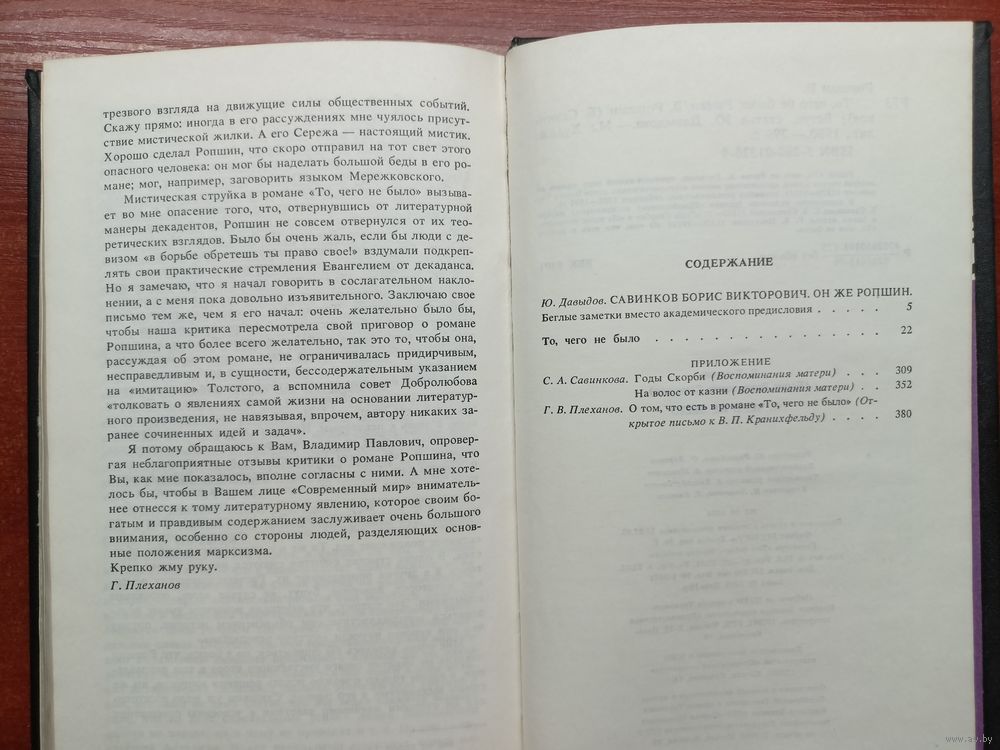 трезвого взгляда на движущие силы общественных событий.
Скажу прямо: иногда в его рассуждениях мне чуялось присут-
ствие мистической жилки. А его Сережа — настоящий мистик.
Хорошо сделал Ропшин, что скоро отправил на тот свет этого
опасного человека: он мог бы наделать большой беды в его ро-
мане; мог, например, заговорить языком Мережковского.
Мистическая струйка в романе «То, чего не было» вызыва-
ет во мне опасение того, что, отвернувшись от литературной
манеры декадентов, Ропшин не совсем отвернулся от их тео-
ретических взглядов. Было бы очень жаль, если бы люди с де-
визом «в борьбе обретешь ты право свое!» вздумали подкреп-
лять свои практические стремления Евангелием от декаданса.
Но я замечаю, что я начал говорить в сослагательном накло-
нении, а с меня пока довольно изъявительного. Заключаю свое
письмо тем же, чем я его начал: очень желательно было бы,
чтобы наша критика пересмотрела свой приговор о романе
Ропшина, а что более всего желательно, так это то, чтобы она,
рассуждая об этом романе, не ограничивалась придирчивым,
несправедливым и, в сущности, бессодержательным указанием
на «имитацию» Толстого, а вспомнила совет Добролюбова
«толковать о явлениях самой жизни на основании литератур-
ного произведения, не навязывая, впрочем, автору никаких за-
ранее сочиненных идей и задач».
Я потому обращаюсь к Вам, Владимир Павлович, опровер-
гая неблагоприятные отзывы критики о романе Ропшина, что
Вы, как мне показалось, вполне согласны с ними. А мне хоте-
лось бы, чтобы в Вашем лице «Современный мир» вниматель-
нее отнесся к тому литературному явлению, которое своим бо-
гатым и правдивым содержанием заслуживает очень большого
внимания, особенно со стороны людей, разделяющих основ-
ные положения марксизма.
Крепко жму руку.
Г. Плеханов
СОДЕРЖАНИЕ
Ю. Давыдов. САВИНКОВ БОРИС ВИКТОРОВИЧ. ОН ЖЕ РОПШИН.
Беглые заметки вместо академического предисловия . . . . . 5
То, чего не было . . . . . . . . . . . . . . . 22
ПРИЛОЖЕНИЕ
С. А. Савинкова. Годы Скорби (Воспоминания матери) . . . 309
На волос от казни (Воспоминания матери) . . 352
Г. В. Плеханов. О том, что есть в романе «То, чего не было» (От-
крытое письмо к В. П. Кранихфельду) . . . . 380
www.av.by